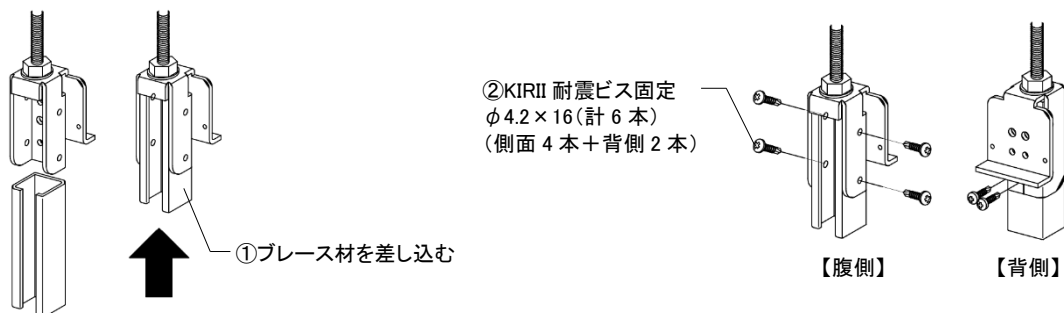 ①ブレース材を差し込む
②KIRII 耐震ビス固定
φ4.2×16(計 6 本)
(側面 4 本＋背側 2 本)
【腹側】
【背側】